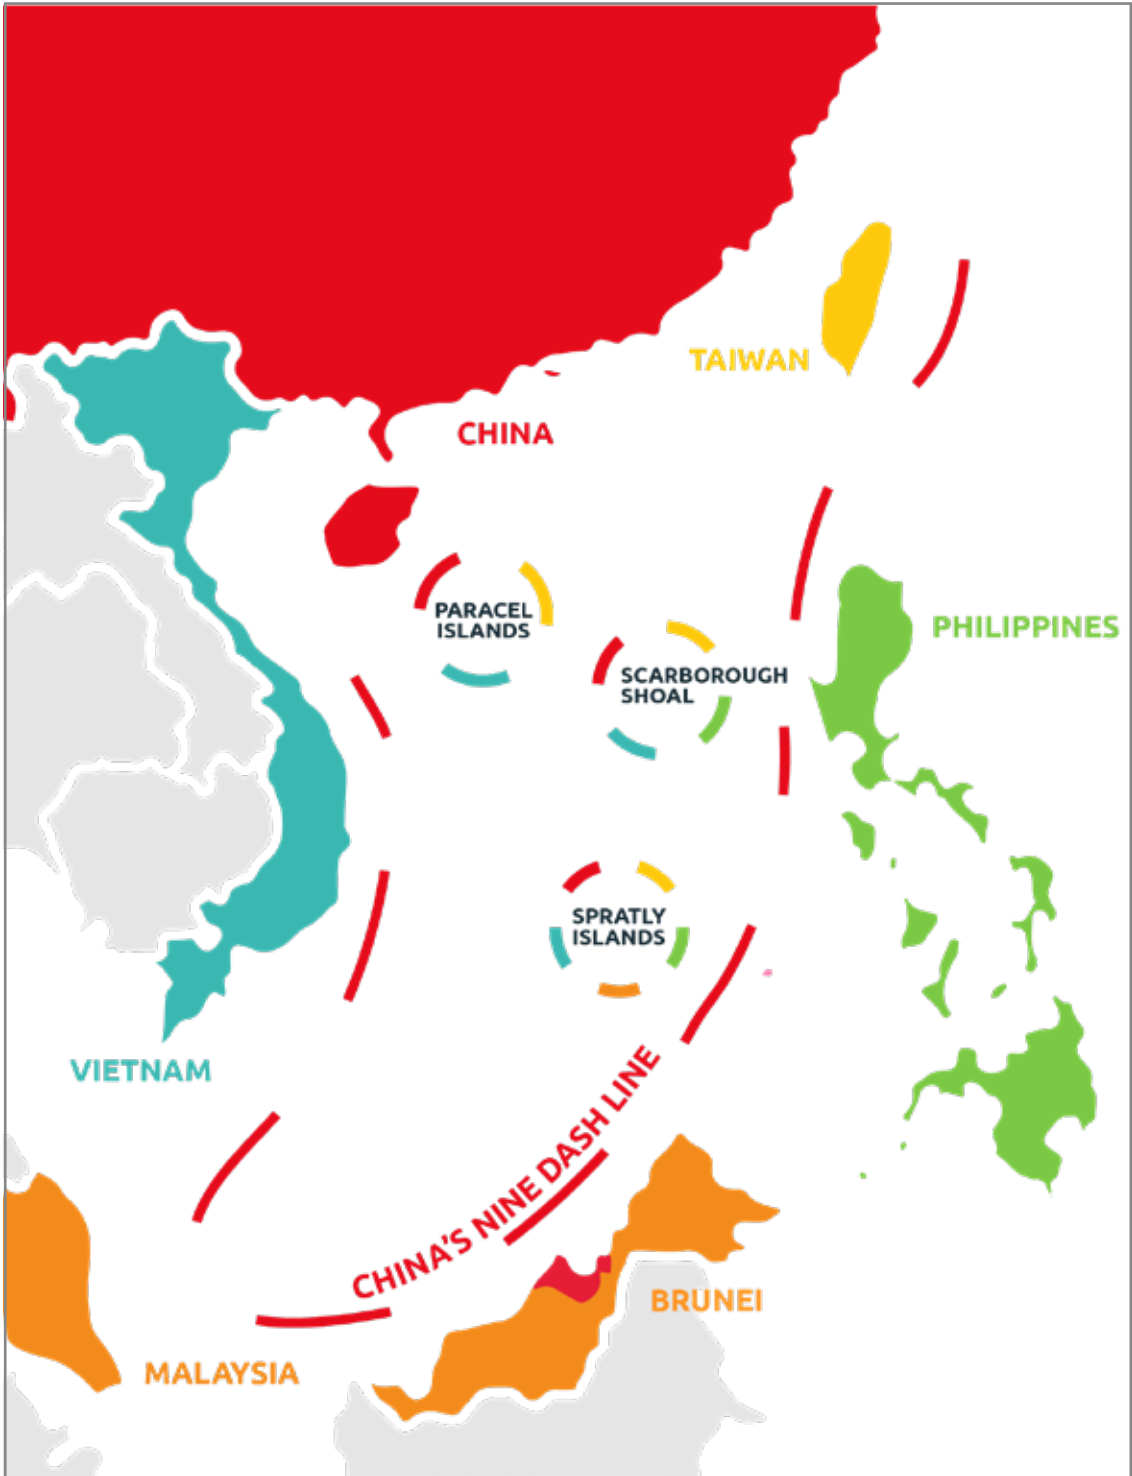 TAIWAN
CHINA
PARACEL
ISLANDS
PHILIPPINES
SCARBOROUGH
SHOAL
SPRATLY
ISLANDS
VIETNAM
CHINA'S NINE DASH LINE
BRUNEI
MALAYSIA